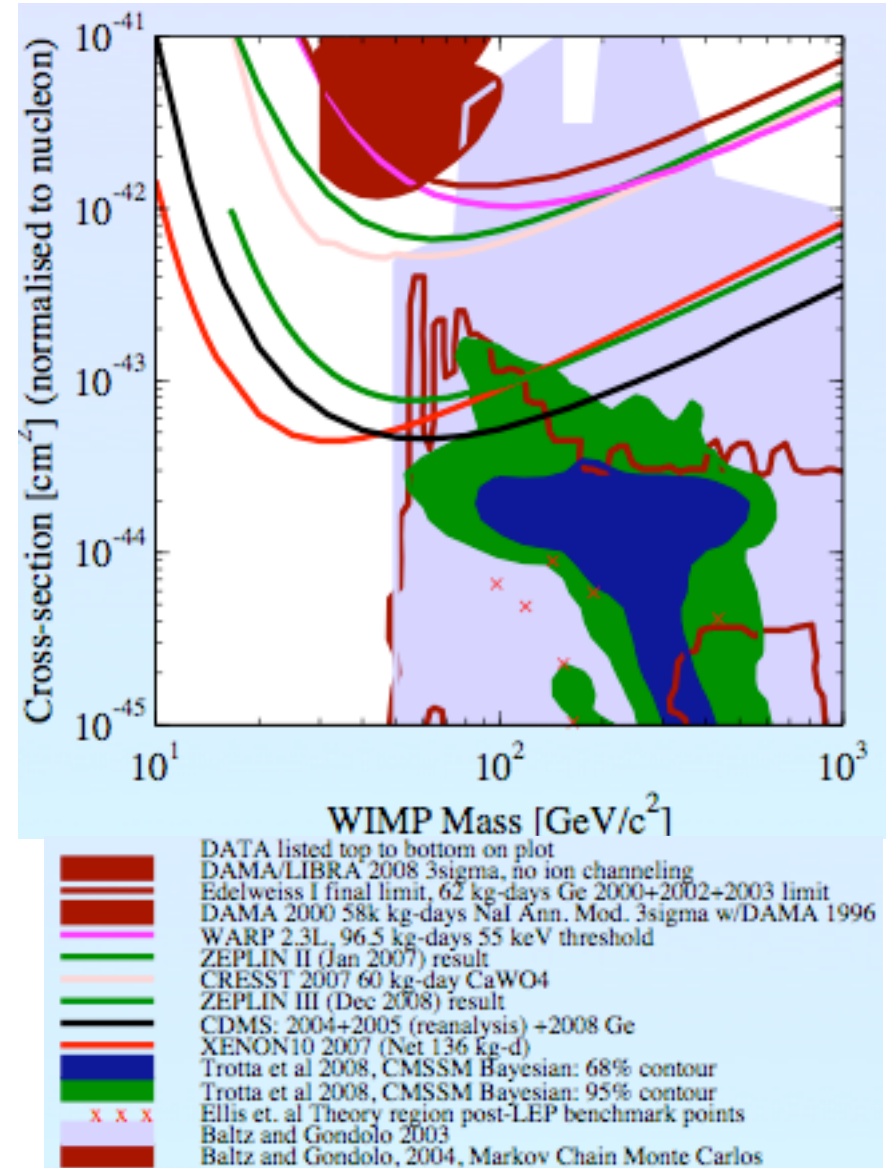 10^-41
10^-42
10^-43
10^-44
10^-45
Cross-section [cm^2] (normalised to nucleon)
10^1
10^2
10^3
WIMP Mass [GeV/c^2]
DATA listed top to bottom on plot
DAMA/LIBRA 2008 3sigma, no ion channeling
Edelweiss I final limit, 62 kg-days Ge 2000+2002+2003 limit
DAMA 2000 58k kg-days NaI Ann. Mod. 3sigma w/DAMA 1996
WARP 2.3L, 96.5 kg-days 55 keV threshold
ZEPLIN II (Jan 2007) result
CRESST 2007 60 kg-day CaWO4
ZEPLIN III (Dec 2008) result
CDMS: 2004+2005 (reanalysis) +2008 Ge
XENON10 2007 (Net 136 kg-d)
Trotta et al 2008, CMSSM Bayesian: 68% contour
Trotta et al 2008, CMSSM Bayesian: 95% contour
x x x Ellis et. al Theory region post-LEP benchmark points
Baltz and Gondolo 2003
Baltz and Gondolo, 2004, Markov Chain Monte Carlos